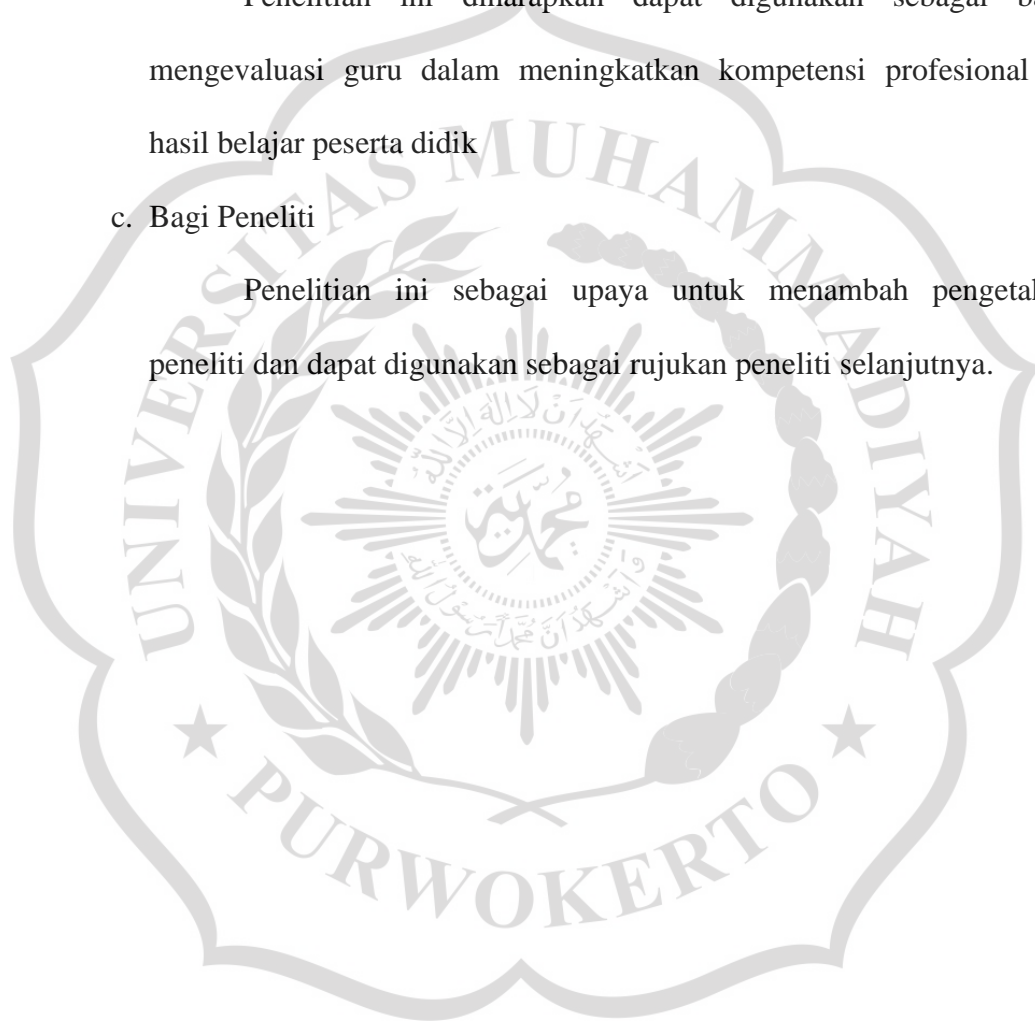 Penelitian ini diharapkan dapat digunakan sebagai
mengevaluasi guru dalam meningkatkan kompetensi profesional
hasil belajar peserta didik
c. Bagi Peneliti
Penelitian ini sebagai upaya untuk menambah
peneliti dan dapat digunakan sebagai rujukan peneliti selanjutnya.
UNIVERSITAS MUHAMMADIYAH
PURWOKERTO